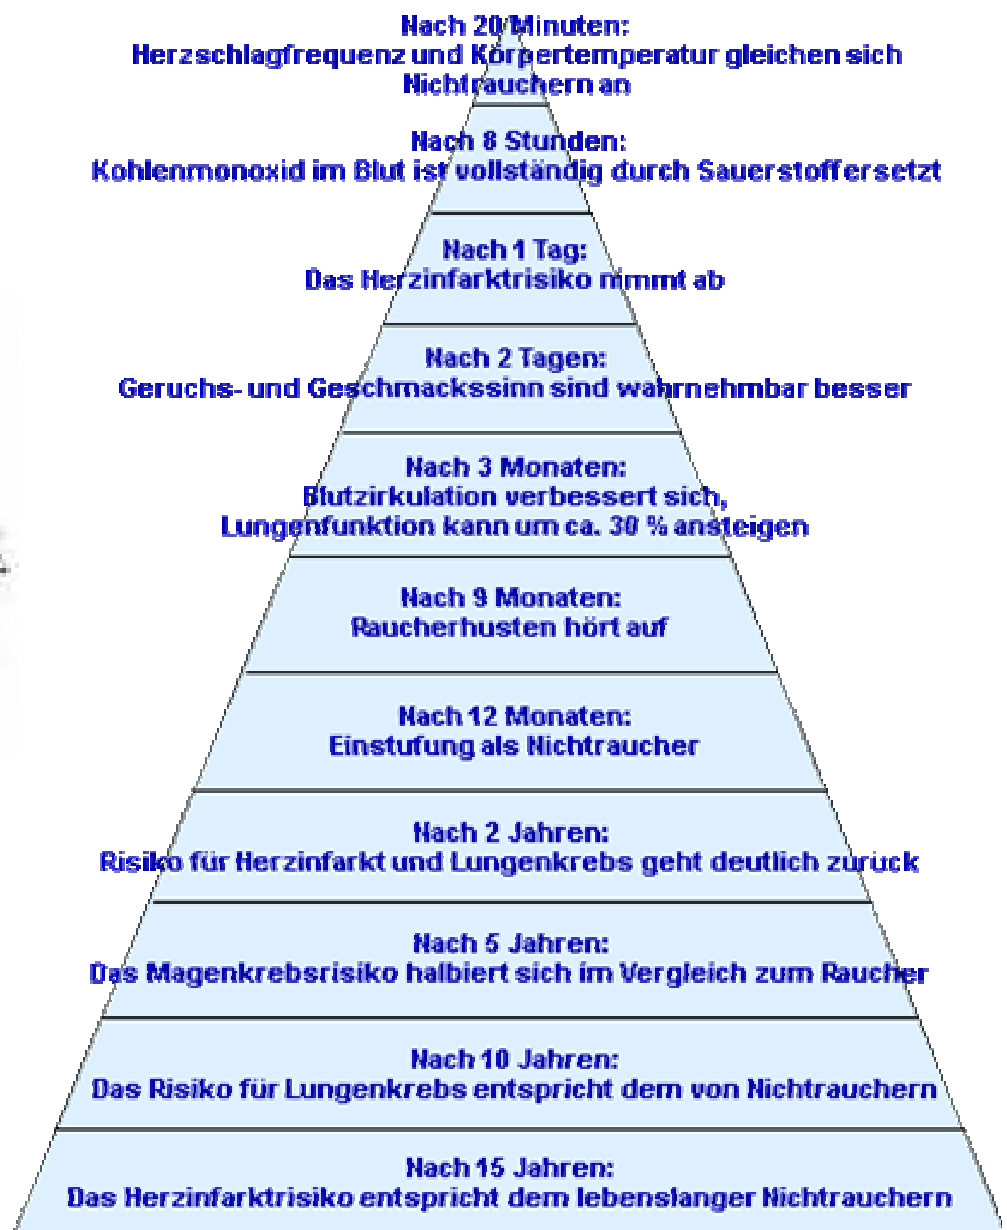 Nach 20 Minuten:
Herzschlagfrequenz und Körpertemperatur gleichen sich
Nichtrauchern an
Nach 8 Stunden:
Kohlenmonoxid im Blut ist vollständig durch Sauerstoff ersetzt
Nach 1 Tag:
Das Herzinfarktrisiko nimmt ab
Nach 2 Tagen:
Geruchs- und Geschmackssinn sind wahrnehmbar besser
Nach 3 Monaten:
Blutzirkulation verbessert sich,
Lungenfunktion kann um ca. 30 % ansteigen
Nach 9 Monaten:
Raucherhusten hört auf
Nach 12 Monaten:
Einstufung als Nichtraucher
Nach 2 Jahren:
Risiko für Herzinfarkt und Lungenkrebs geht deutlich zurück
Nach 5 Jahren:
Das Magenkrebsrisiko halbiert sich im Vergleich zum Raucher
Nach 10 Jahren:
Das Risiko für Lungenkrebs entspricht dem von Nichtrauchern
Nach 15 Jahren:
Das Herzinfarktrisiko entspricht dem lebenslanger Nichtrauchern